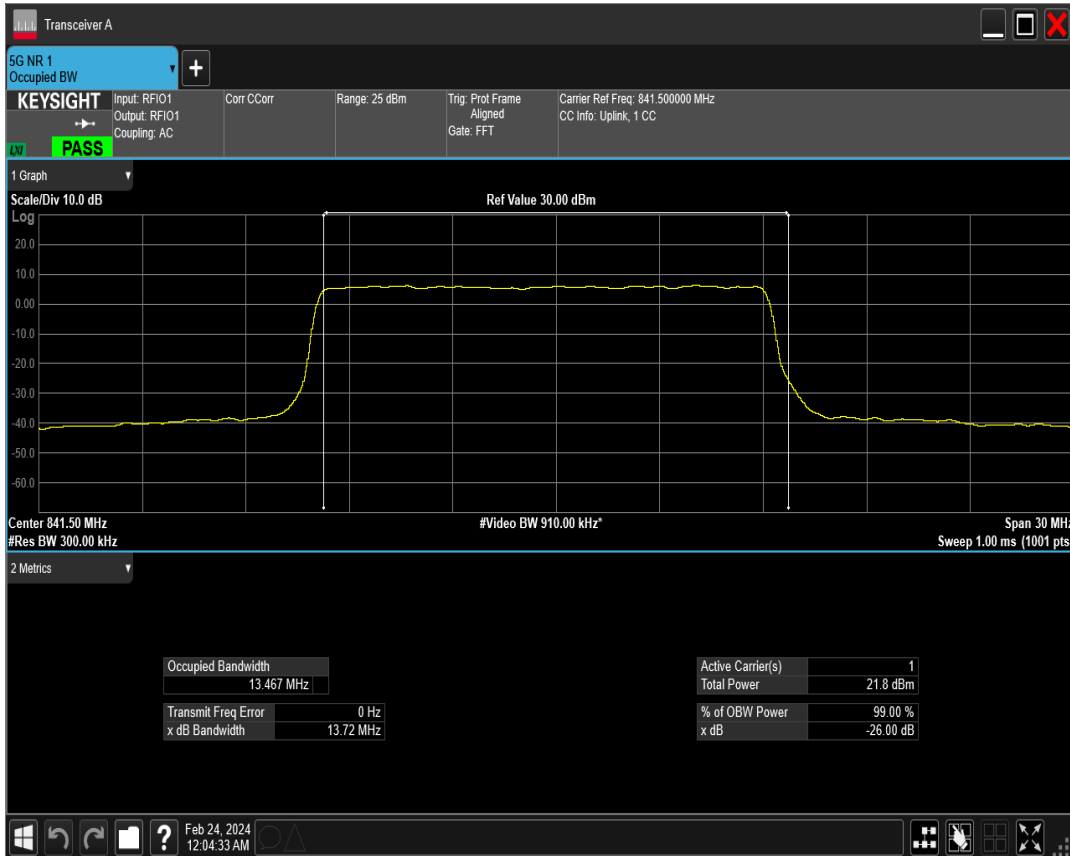 Transceiver A
5G NR 1
Occupied BW
KEYSIGHT
LXI
PASS
Input: RFIO1
Output: RFIO1
Coupling: AC
Corr CCorr
Range: 25 dBm
Trig: Prot Frame
Aligned
Gate: FFT
Carrier Ref Freq: 841.500000 MHz
CC Info: Uplink, 1 CC
1 Graph
Scale/Div 10.0 dB
Ref Value 30.00 dBm
Log
20.0
10.0
0.00
-10.0
-20.0
-30.0
-40.0
-50.0
-60.0
Center 841.50 MHz
#Video BW 910.00 kHz*
Span 30 MHz
#Res BW 300.00 kHz
Sweep 1.00 ms (1001 pts
2 Metrics
Occupied Bandwidth
13.467 MHz
Transmit Freq Error 0 Hz
x dB Bandwidth 13.72 MHz
Active Carrier(s) 1
Total Power 21.8 dBm
% of OBW Power 99.00 %
x dB -26.00 dB
?
Feb 24, 2024
12:04:33 AM